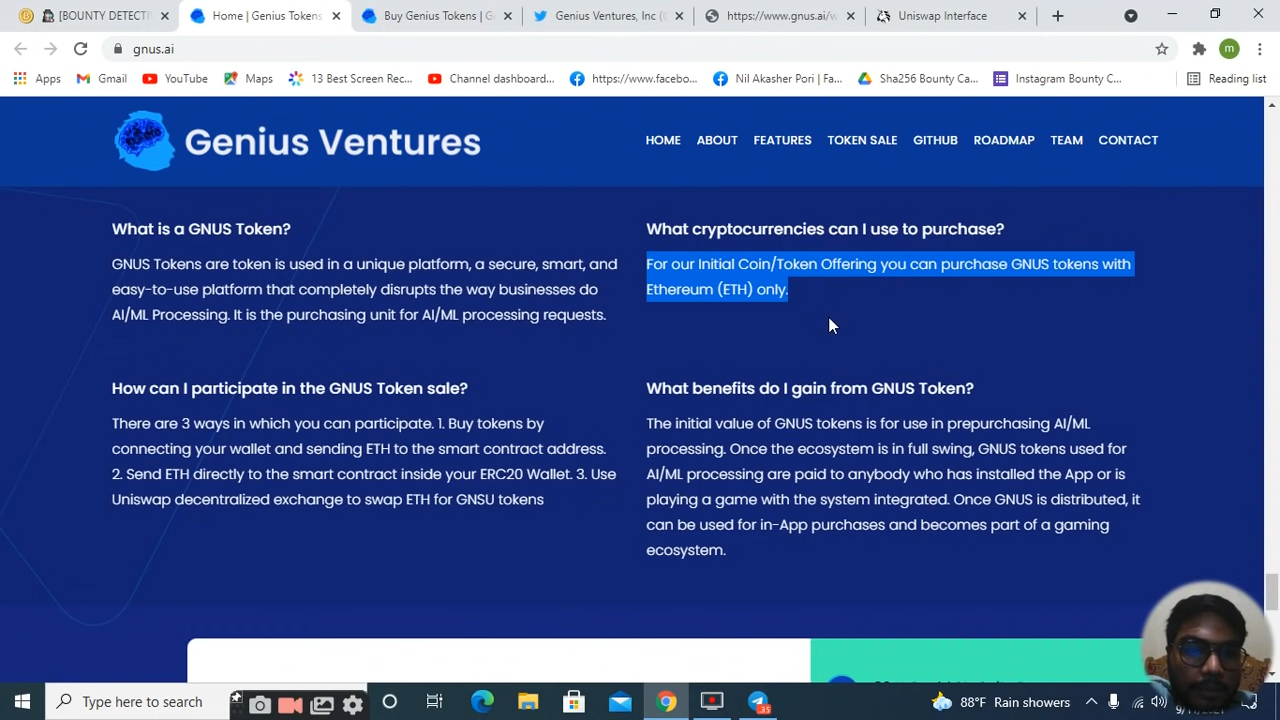 [BOUNTY DETECTI
Home | Genius Tokens
Buy Genius Tokens | G
Genius Ventures, Inc (
https://www.gnus.ai/w
Uniswap Interface
gnus.ai
m
Apps
Gmail
YouTube
Maps
13 Best Screen Rec...
Channel dashboard...
https://www.facebo...
Nil Akasher Pori | Fa...
Sha256 Bounty Ca...
Instagram Bounty C...
Reading list
Genius Ventures
HOME
ABOUT
FEATURES
TOKEN SALE
GITHUB
ROADMAP
TEAM
CONTACT
What is a GNUS Token?
GNUS Tokens are token is used in a unique platform, a secure, smart, and
easy-to-use platform that completely disrupts the way businesses do
AI/ML Processing. It is the purchasing unit for AI/ML processing requests.
What cryptocurrencies can I use to purchase?
For our Initial Coin/Token Offering you can purchase GNUS tokens with
Ethereum (ETH) only.
How can I participate in the GNUS Token sale?
There are 3 ways in which you can participate. 1. Buy tokens by
connecting your wallet and sending ETH to the smart contract address.
2. Send ETH directly to the smart contract inside your ERC20 Wallet. 3. Use
Uniswap decentralized exchange to swap ETH for GNSU tokens
What benefits do I gain from GNUS Token?
The initial value of GNUS tokens is for use in prepurchasing AI/ML
processing. Once the ecosystem is in full swing, GNUS tokens used for
AI/ML processing are paid to anybody who has installed the App or is
playing a game with the system integrated. Once GNUS is distributed, it
can be used for in-App purchases and becomes part of a gaming
ecosystem.
Type here to search
88°F Rain showers